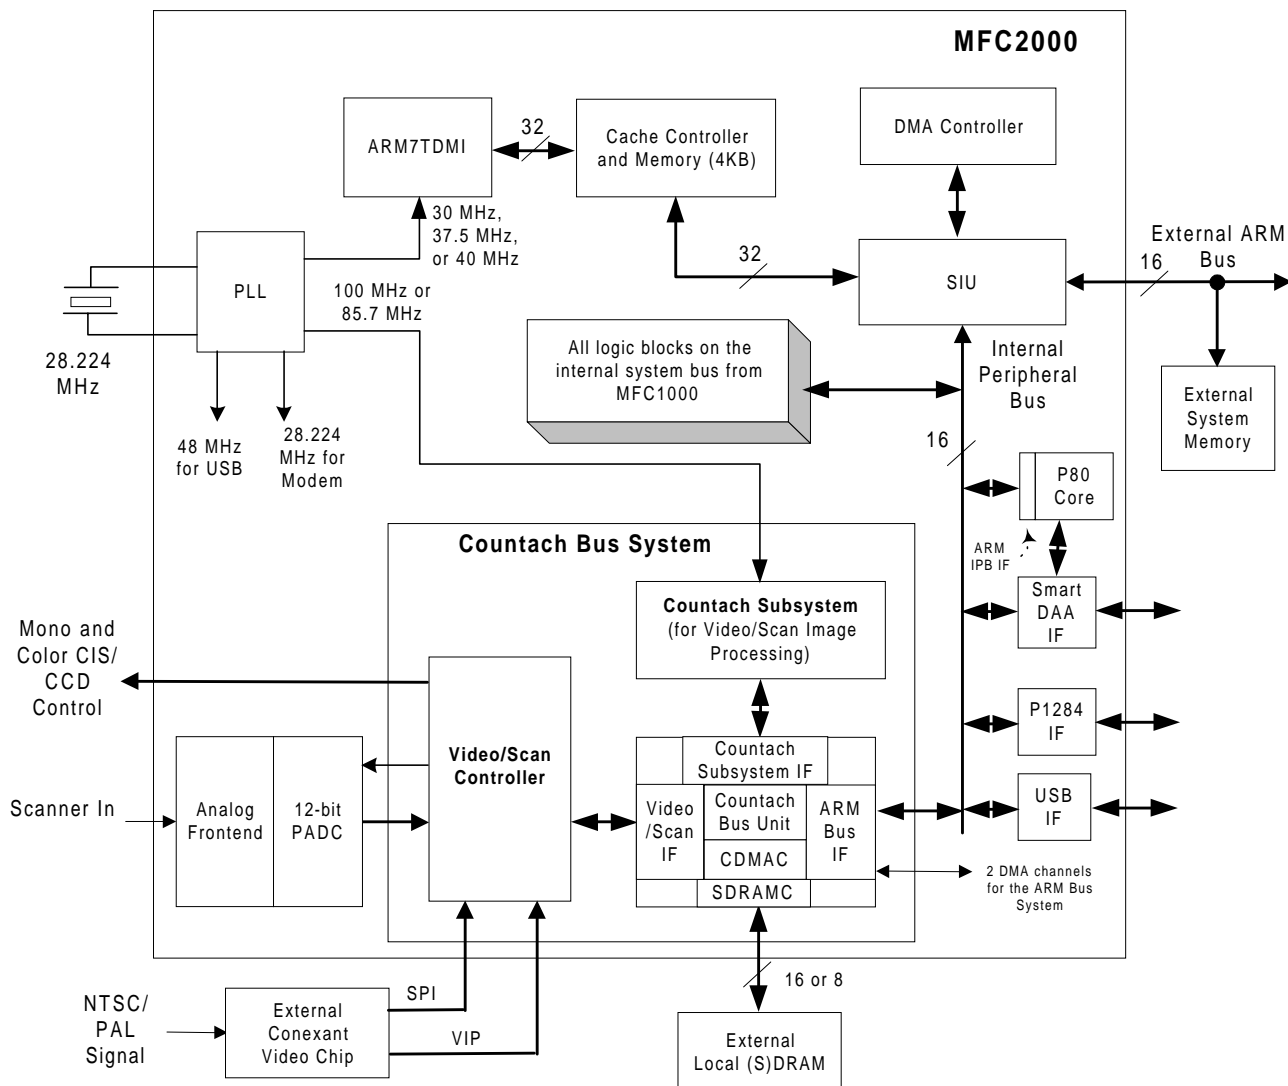 MFC2000
ARM7TDMI
32
Cache Controller
and Memory (4KB)
DMA Controller
30 MHz,
37.5 MHz,
or 40 MHz
PLL
100 MHz or
85.7 MHz
28.224
MHz
48 MHz
for USB
28.224
MHz for
Modem
32
SIU
16
External ARM
Bus
External
System
Memory
All logic blocks on the
internal system bus from
MFC1000
Internal
Peripheral
Bus
16
P80
Core
ARM
IPB IF
Smart
DAA
IF
P1284
IF
USB
IF
Countach Bus System
Countach Subsystem
(for Video/Scan Image
Processing)
Mono and
Color CIS/
CCD
Control
Video/Scan
Controller
Scanner In
Analog
Frontend
12-bit
PADC
Countach
Subsystem IF
Video
/Scan
IF
Countach
Bus Unit
CDMAC
ARM
Bus
IF
SDRAMC
2 DMA channels
for the ARM Bus
System
16 or 8
External
Local (S)DRAM
NTSC/
PAL
Signal
External
Conexant
Video Chip
SPI
VIP